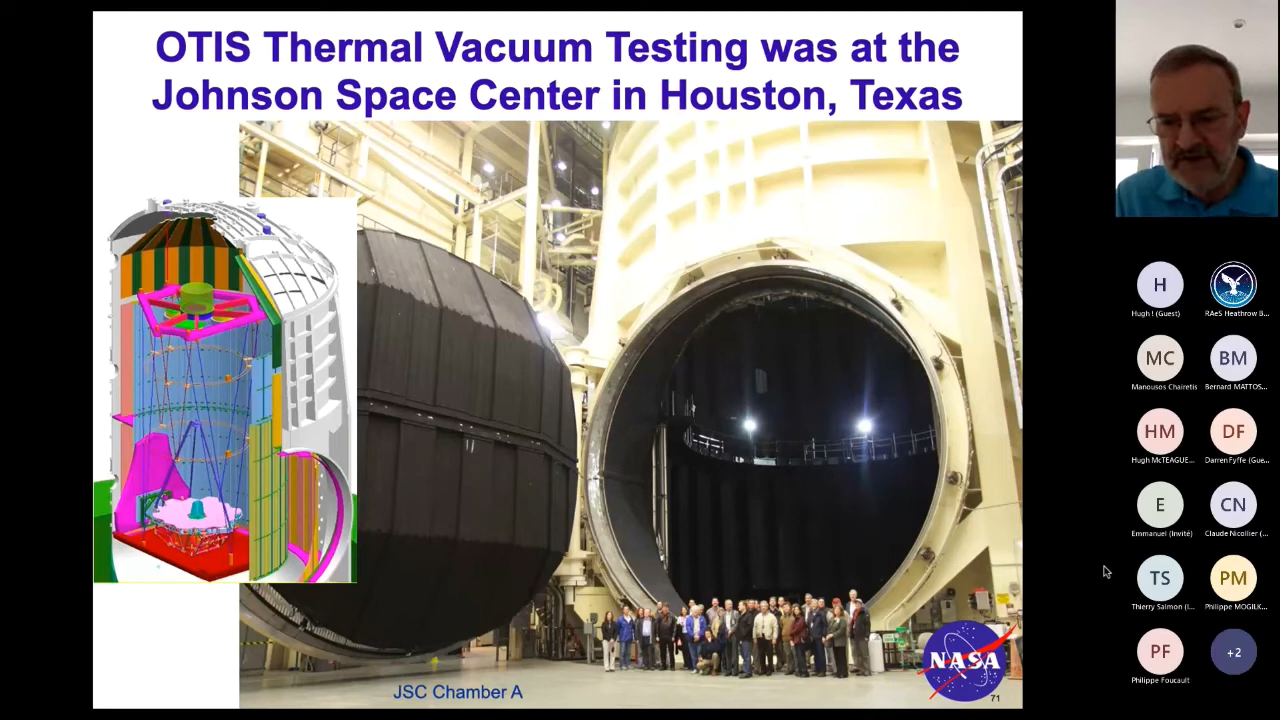 OTIS Thermal Vacuum Testing was at the
Johnson Space Center in Houston, Texas
JSC Chamber A
NASA
71
H
Hugh ! (Guest)
RAeS Heathrow B...
MC
Manousos Chairetis
BM
Bernard MATTOS...
HM
Hugh McTEAGUE...
DF
Darren Fyffe (Gue...
E
Emmanuel (Invité)
CN
Claude Nicollier (...
TS
Thierry Salmon (I...
PM
Philippe MOGILK...
PF
Philippe Foucault
+2